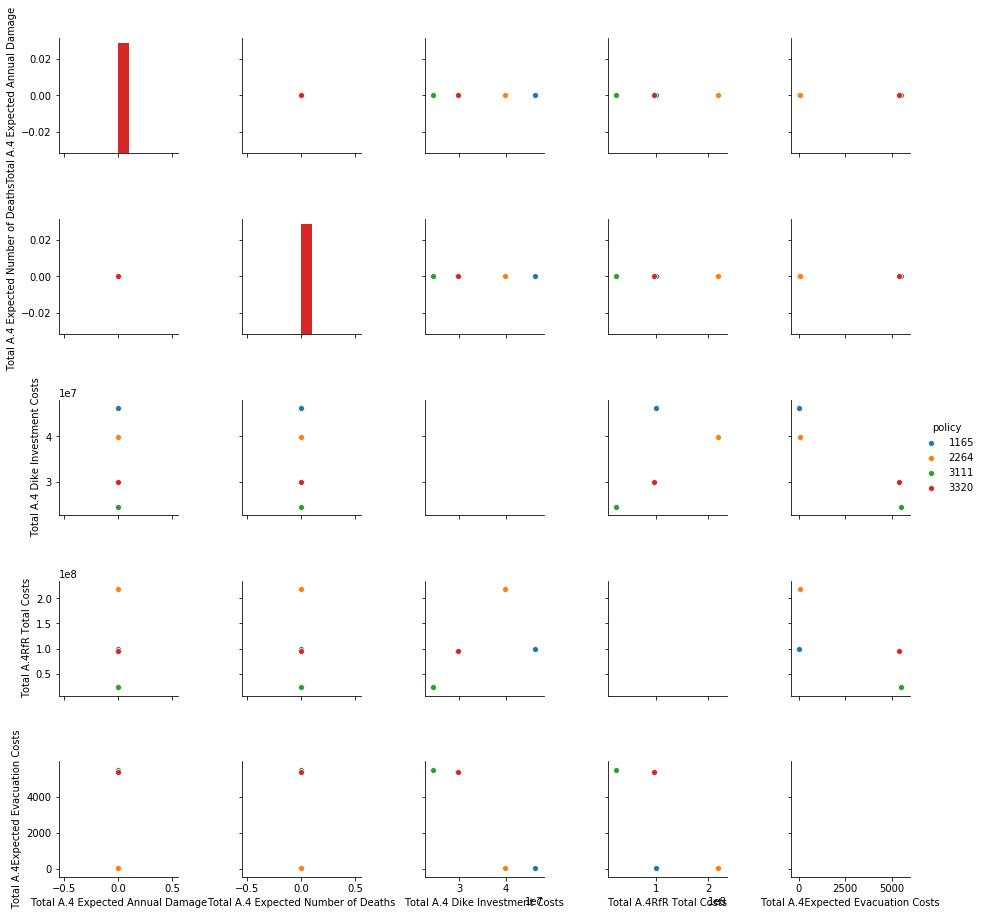 Total A.4 Expected Annual Damage
0.02
0.00
−0.02
Total A.4 Expected Number of Deaths
0.02
0.00
−0.02
Total A.4 Dike Investment Costs
1e7
4
3
policy
1165
2264
3111
3320
Total A.4RfR Total Costs
1e8
2.0
1.5
1.0
0.5
Total A.4Expected Evacuation Costs
4000
2000
0
−0.5 0.0 0.5
Total A.4 Expected Annual Damage
−0.5 0.0 0.5
Total A.4 Expected Number of Deaths
3 4
1e7
Total A.4 Dike Investment Costs
1 2
1e8
Total A.4RfR Total Costs
0 2500 5000
Total A.4Expected Evacuation Costs